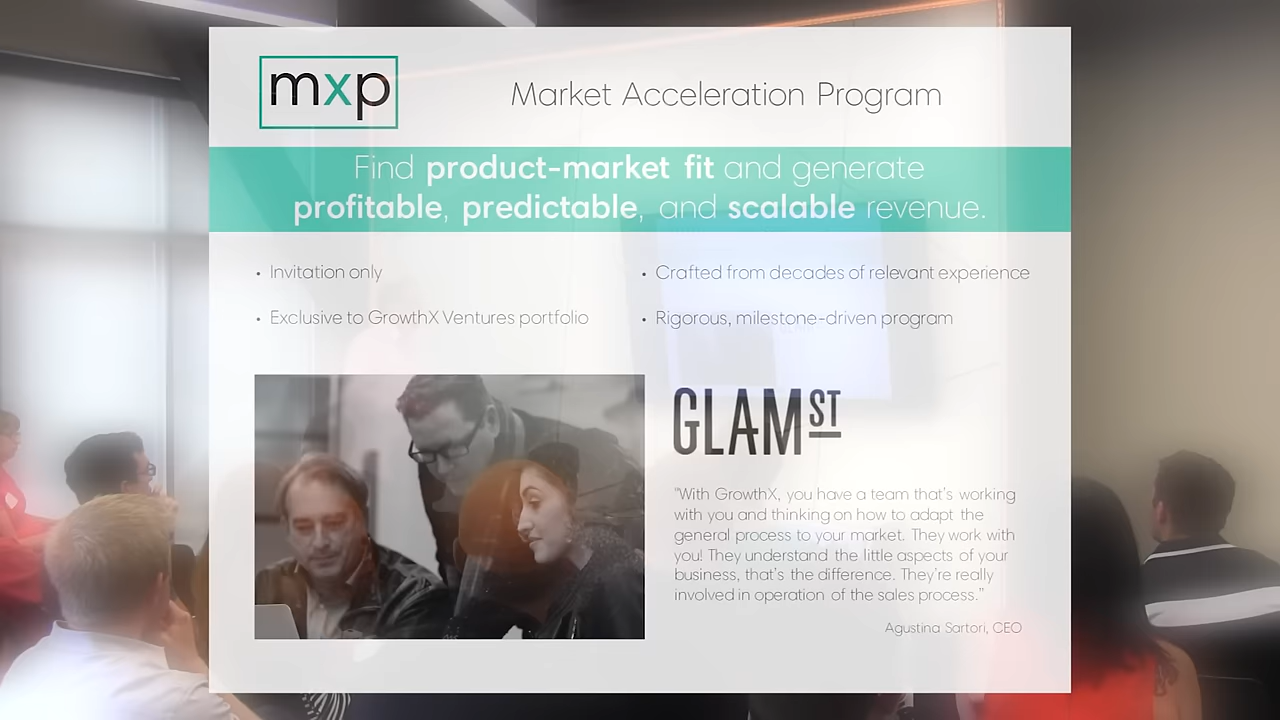 mxp
Market Acceleration Program
Find product-market fit and generate
profitable, predictable, and scalable revenue.
• Invitation only
• Exclusive to GrowthX Ventures portfolio
• Crafted from decades of relevant experience
• Rigorous, milestone-driven program
GLAMST
"With GrowthX, you have a team that's working
with you and thinking on how to adapt the
general process to your market. They work with
you! They understand the little aspects of your
business, that's the difference. They're really
involved in operation of the sales process."
Agustina Sartori, CEO